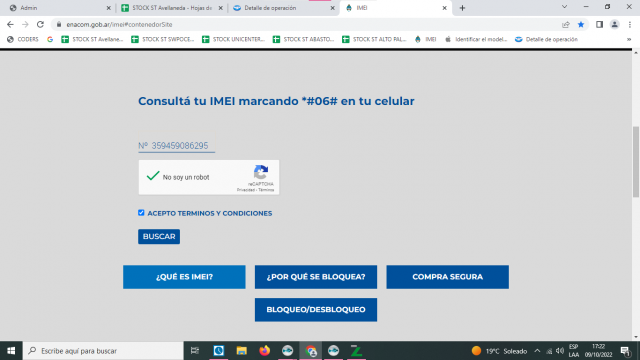 Admin
STOCK ST Avellaneda - Hojas de
Detalle de operación
IMEI
enacom.gob.ar/imei#contenedorSite
CODERS
G
STOCK ST Avellane...
STOCK ST SWPOCE...
STOCK UNICENTER...
STOCK ST ABASTO...
STOCK ST ALTO PAL...
IMEI
Identificar el model...
Detalle de operación
Consultá tu IMEI marcando *#06# en tu celular
Nº 359459086295
No soy un robot
reCAPTCHA
Privacidad - Términos
ACEPTO TERMINOS Y CONDICIONES
BUSCAR
¿QUÉ ES IMEI?
¿POR QUÉ SE BLOQUEA?
COMPRA SEGURA
BLOQUEO/DESBLOQUEO
Escribe aquí para buscar
19°C Soleado
ESP
LAA
17:22
09/10/2022